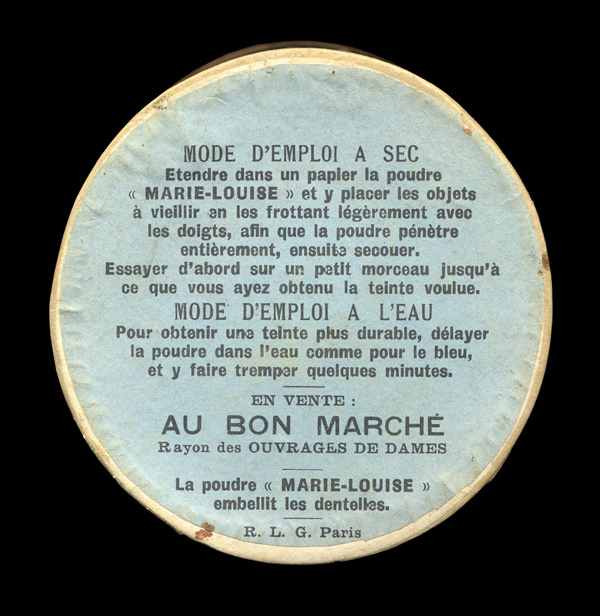 MODE D'EMPLOI A SEC
Etendre dans un papier la poudre
« MARIE-LOUISE » et y placer les objets
à vieillir en les frottant légèrement avec
les doigts, afin que la poudre pénètre
entièrement, ensuite secouer.
Essayer d'abord sur un petit morceau jusqu'à
ce que vous ayez obtenu la teinte voulue.
MODE D'EMPLOI A L'EAU
Pour obtenir une teinte plus durable, délayer
la poudre dans l'eau comme pour le bleu,
et y faire tremper quelques minutes.
EN VENTE :
AU BON MARCHÉ
Rayon des OUVRAGES DE DAMES
La poudre « MARIE-LOUISE »
embellit les dentelles.
R. L. G. Paris